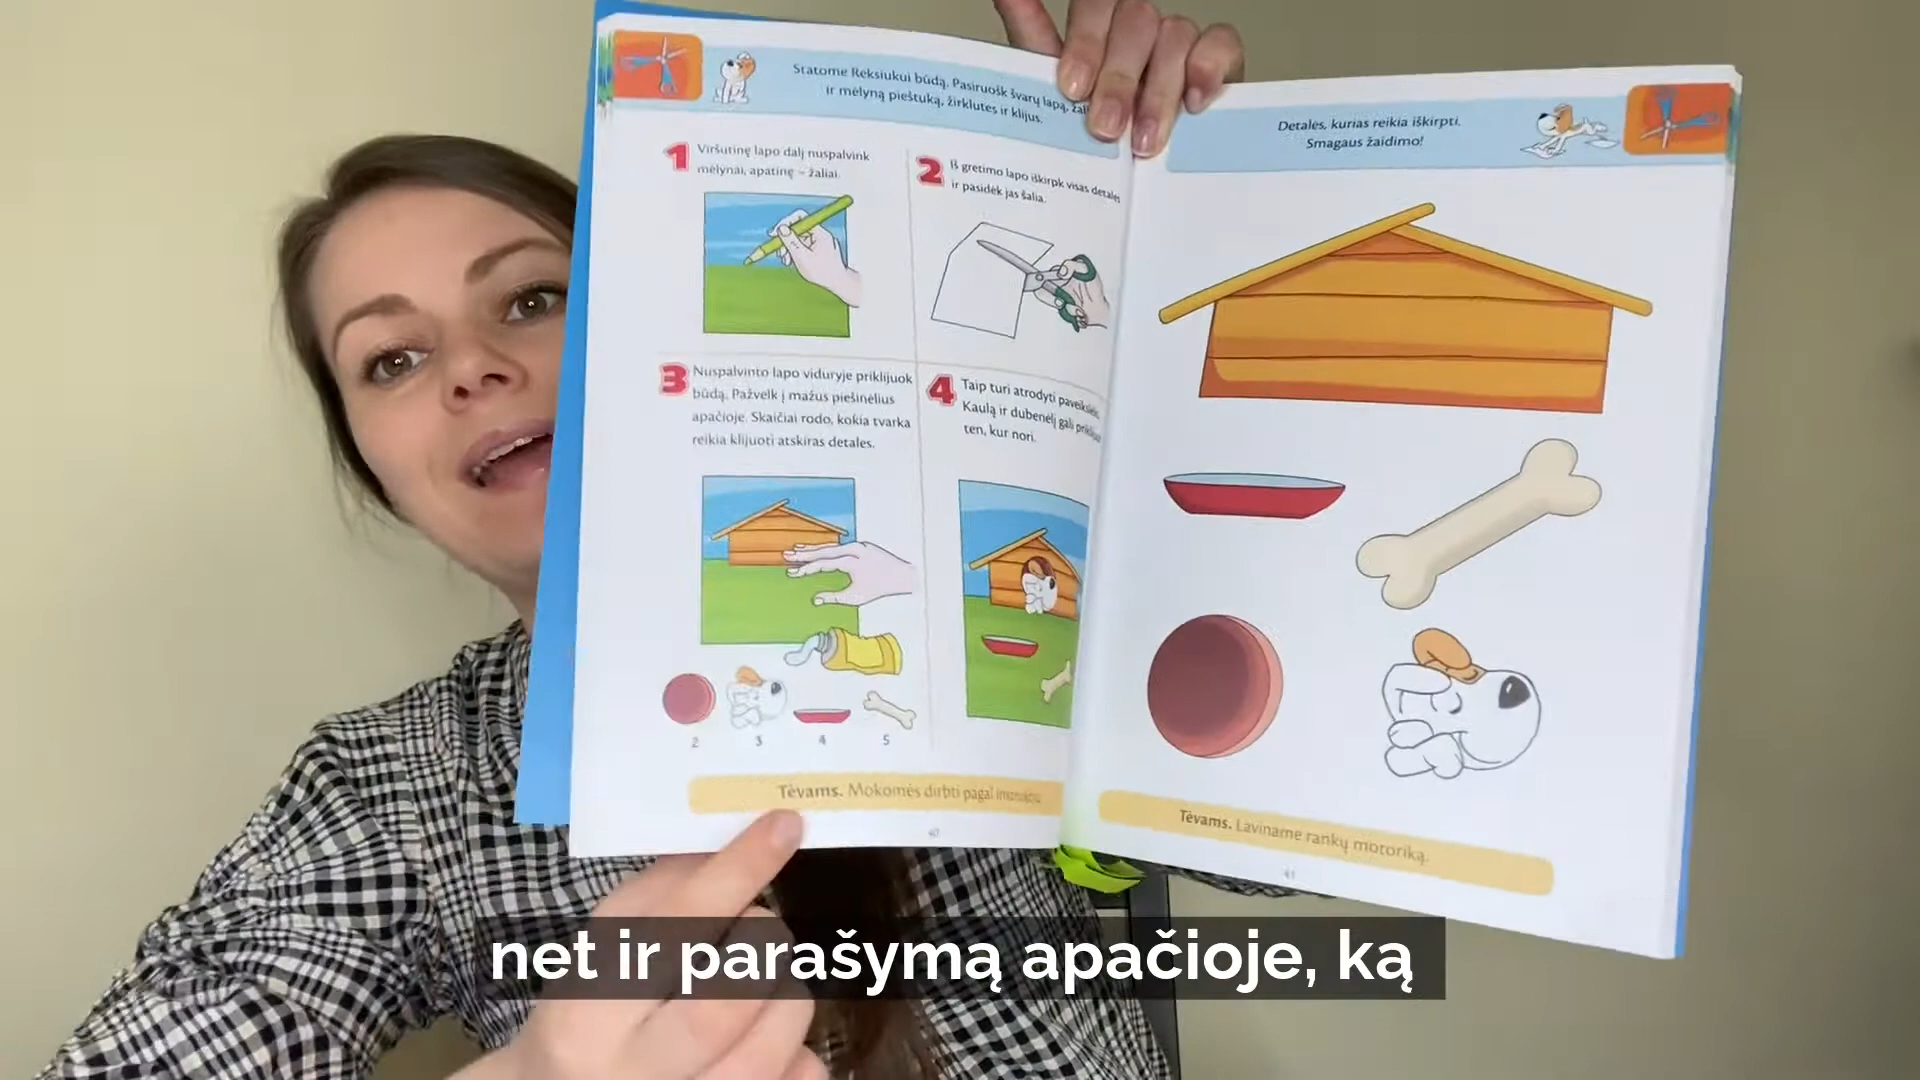 Statome Reksiukui būdą. Pasiruošk švarų lapą,
ir mėlyną pieštuką, žirklutes ir klijus.
1
Viršutinę lapo dalį nuspalvink
mėlynai, apatinę – žaliai.
2
Iš gretimo lapo iškirpk visas detales
ir pasidėk jas šalia.
3
Nuspalvinto lapo viduryje priklijuok
būdą. Pažvelk į mažus piešinėlius
apačioje. Skaičiai rodo, kokia tvarka
reikia klijuoti atskiras detales.
2 3 4 5
4
Taip turi atrodyti
Kaulą ir dubenėlį gali
ten, kur nori.
Tėvams. Mokomės dirbti pagal
40
Detalės, kurias reikia iškirpti.
Smagaus žaidimo!
Tėvams. Laviname rankų motoriką.
41
net ir parašymą apačioje, ką